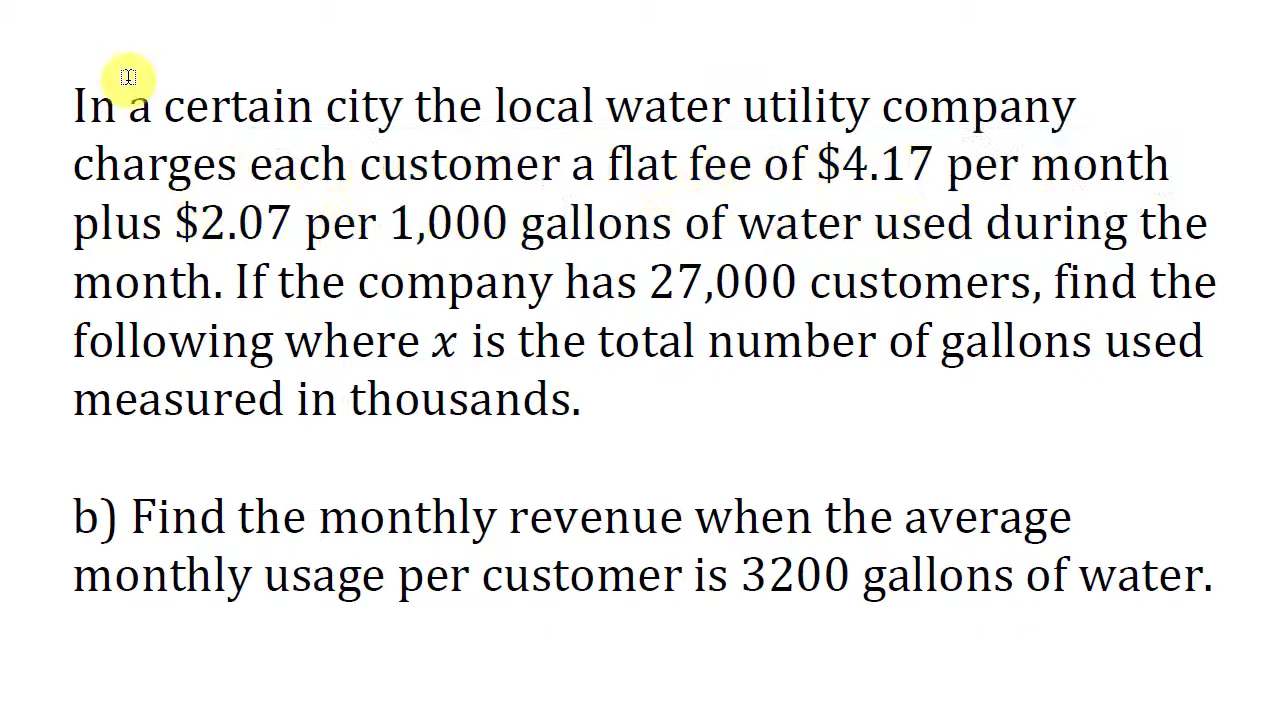 In a certain city the local water utility company
charges each customer a flat fee of $4.17 per month
plus $2.07 per 1,000 gallons of water used during the
month. If the company has 27,000 customers, find the
following where x is the total number of gallons used
measured in thousands.
b) Find the monthly revenue when the average
monthly usage per customer is 3200 gallons of water.